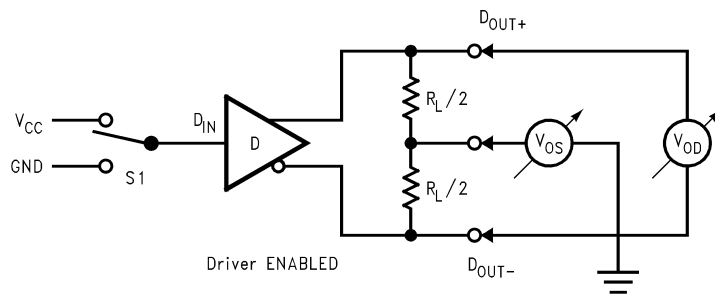 DOUT+
VCC
DIN
RL/2
D
VOS
VOD
GND
S1
RL/2
Driver ENABLED
DOUT-